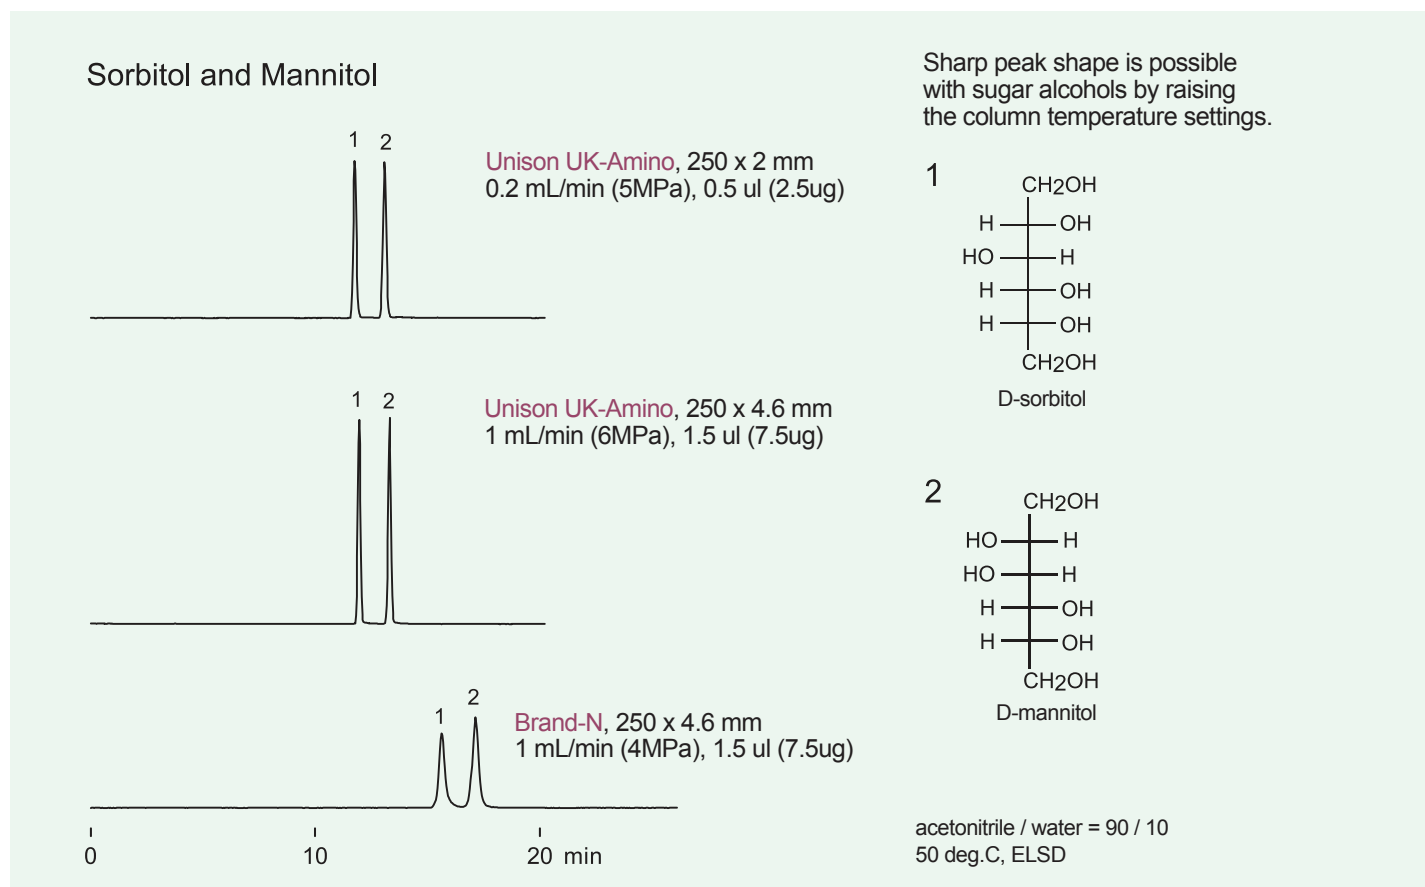 Sorbitol and Mannitol
1 2
Unison UK-Amino, 250 x 2 mm
0.2 mL/min (5MPa), 0.5 ul (2.5ug)
1 2
Unison UK-Amino, 250 x 4.6 mm
1 mL/min (6MPa), 1.5 ul (7.5ug)
1 2
Brand-N, 250 x 4.6 mm
1 mL/min (4MPa), 1.5 ul (7.5ug)
0 10 20 min
Sharp peak shape is possible
with sugar alcohols by raising
the column temperature settings.
1
CH2OH
H OH
HO H
H OH
H OH
CH2OH
D-sorbitol
2
CH2OH
HO H
HO H
H OH
H OH
CH2OH
D-mannitol
acetonitrile / water = 90 / 10
50 deg.C, ELSD